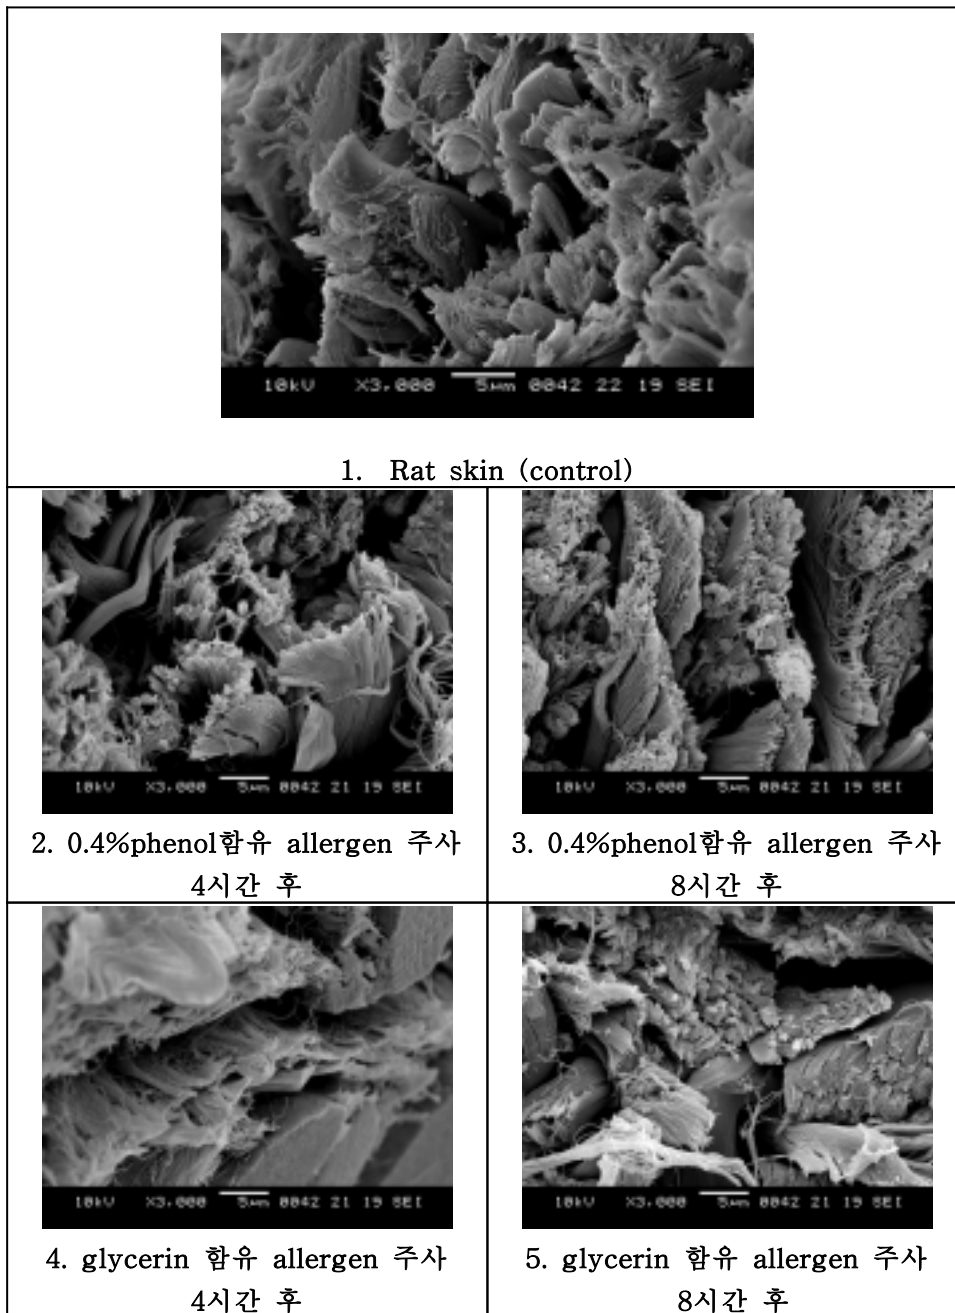 10kV X3,000 5μm 0042 22 19 SEI
1. Rat skin (control)
10kV X3,000 5μm 0042 21 19 SEI
10kV X3,000 5μm 0042 21 19 SEI
2. 0.4%phenol함유 allergen 주사
4시간 후
3. 0.4%phenol함유 allergen 주사
8시간 후
10kV X3,000 5μm 0042 21 19 SEI
10kV X3,000 5μm 0042 21 19 SEI
4. glycerin 함유 allergen 주사
4시간 후
5. glycerin 함유 allergen 주사
8시간 후